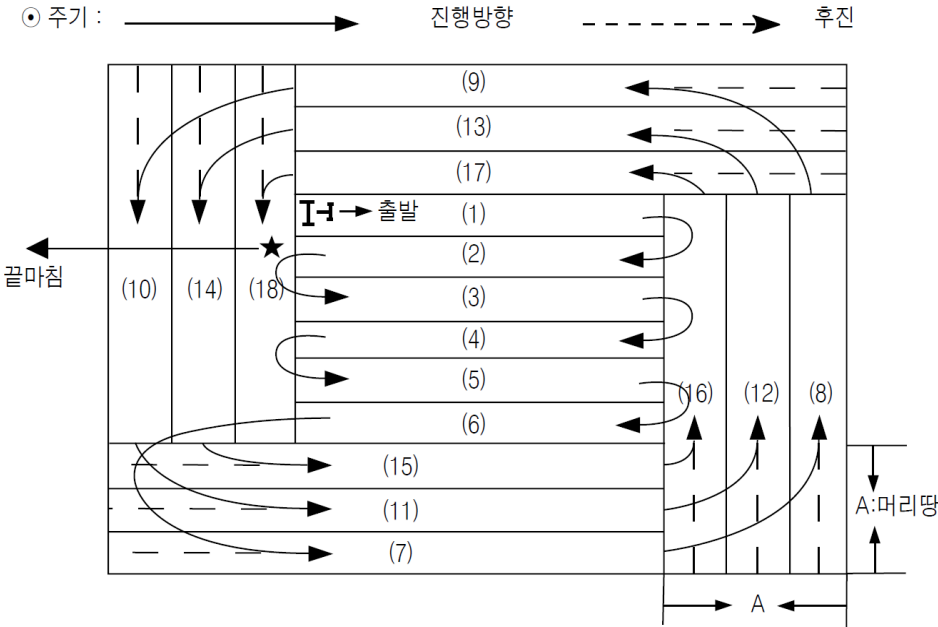 ⊙ 주기 : 진행방향 후진
(9)
(13)
(17)
출발 (1)
(2)
끝마침
(10) (14) (18) (3)
(4)
(5)
(16) (12) (8)
(6)
(15)
(11) A:머리땅
(7)
A